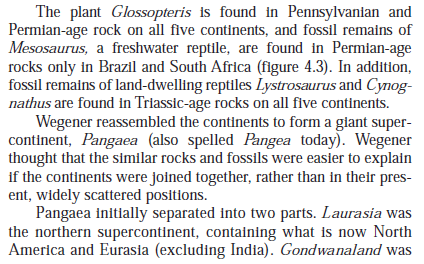 The plant Glossopteris is found in Pennsylvanian and
Permian-age rock on all five continents, and fossil remains of
Mesosaurus, a freshwater reptile, are found in Permian-age
rocks only in Brazil and South Africa (figure 4.3). In addition,
fossil remains of land-dwelling reptiles Lystrosaurus and Cynog-
nathus are found in Triassic-age rocks on all five continents.
Wegener reassembled the continents to form a giant super-
continent, Pangaea (also spelled Pangea today). Wegener
thought that the similar rocks and fossils were easier to explain
if the continents were joined together, rather than in their pres-
ent, widely scattered positions.
Pangaea initially separated into two parts. Laurasia was
the northern supercontinent, containing what is now North
America and Eurasia (excluding India). Gondwanaland was